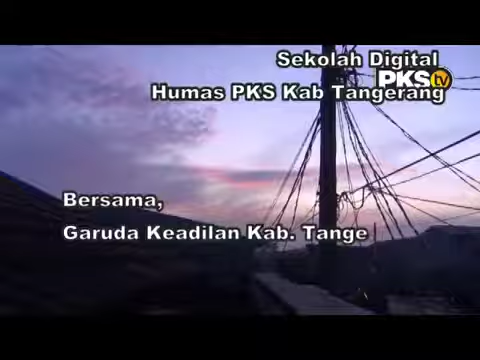 Sekolah Digital
PKS tv
Humas PKS Kab Tangerang
Bersama,
Garuda Keadilan Kab. Tange